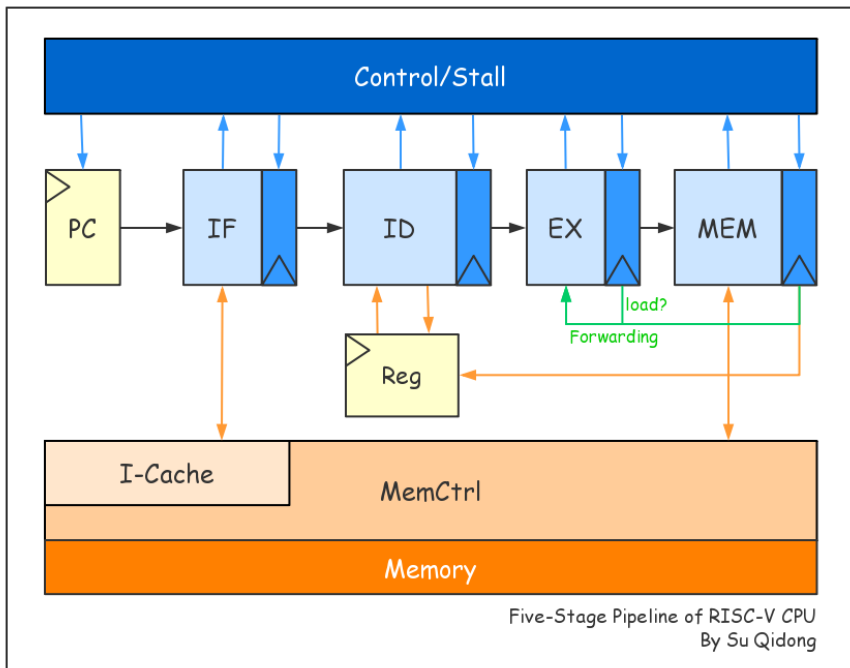 Control/Stall
PC
IF
ID
EX
MEM
load?
Forwarding
Reg
I-Cache
MemCtrl
Memory
Five-Stage Pipeline of RISC-V CPU
By Su Qidong